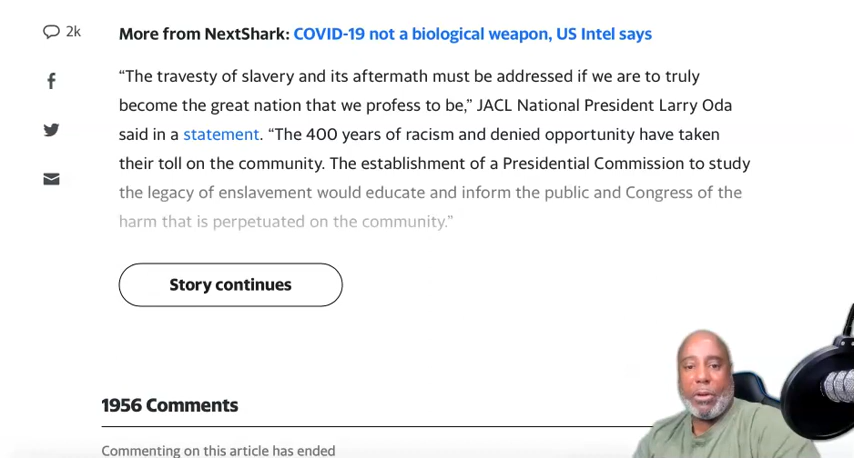 2k
More from NextShark: COVID-19 not a biological weapon, US Intel says
“The travesty of slavery and its aftermath must be addressed if we are to truly
become the great nation that we profess to be,” JACL National President Larry Oda
said in a statement. “The 400 years of racism and denied opportunity have taken
their toll on the community. The establishment of a Presidential Commission to study
the legacy of enslavement would educate and inform the public and Congress of the
harm that is perpetuated on the community.”
Story continues
1956 Comments
Commenting on this article has ended